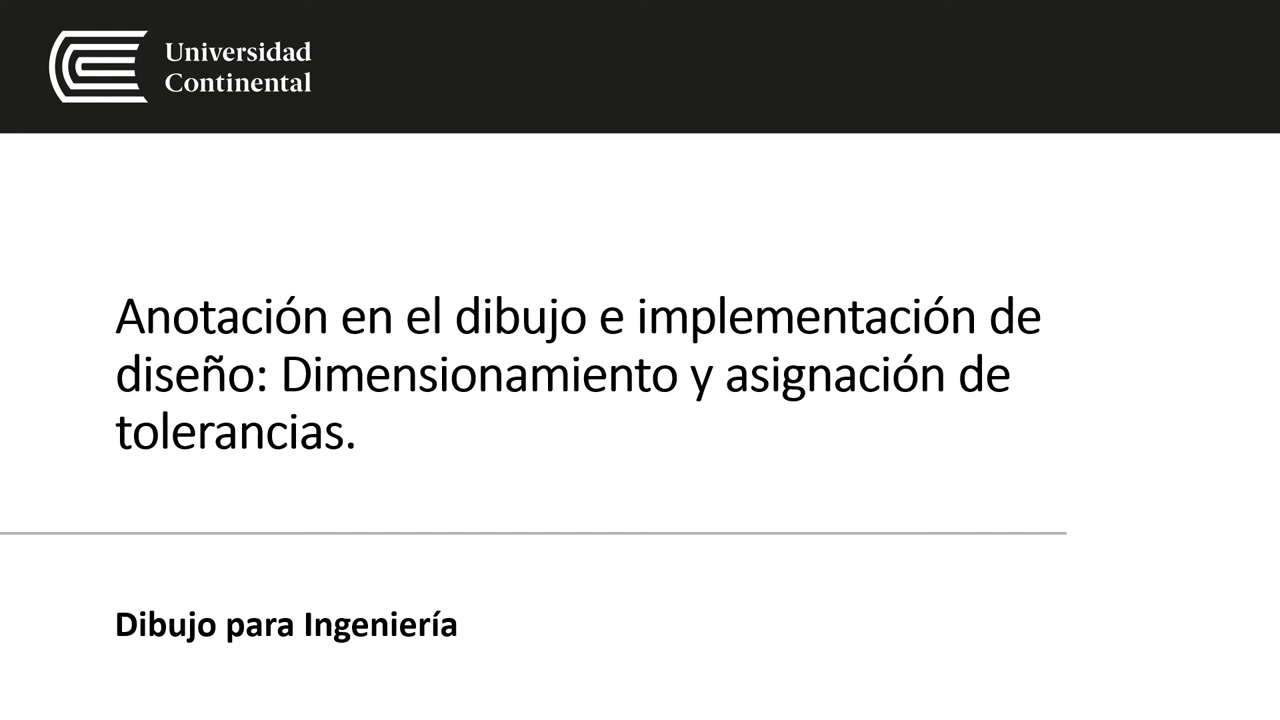 Universidad
Continental
Anotación en el dibujo e implementación de
diseño: Dimensionamiento y asignación de
tolerancias.
Dibujo para Ingeniería